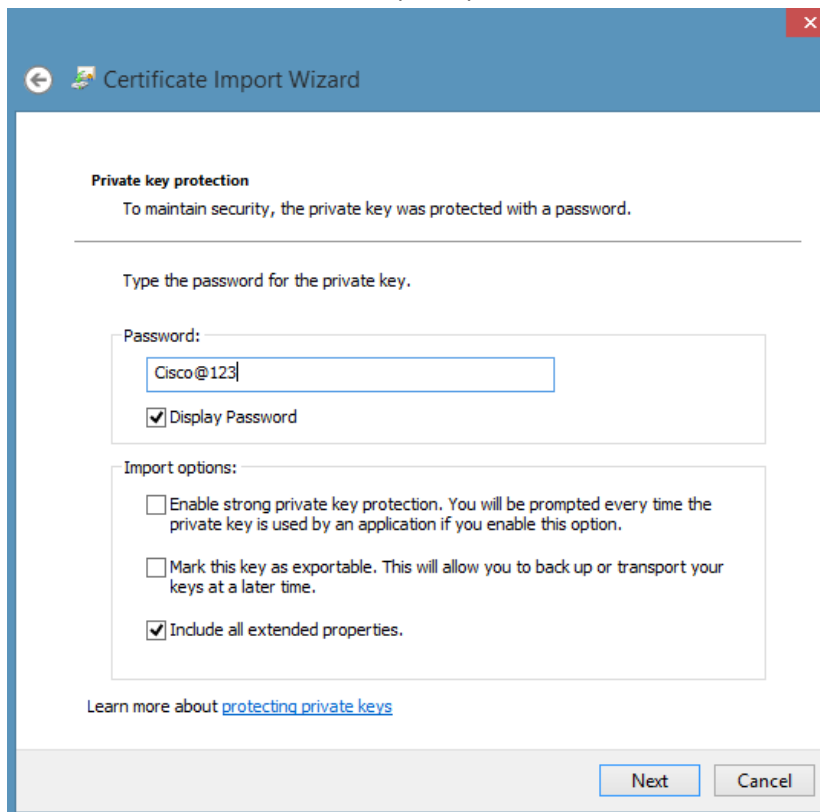 Certificate Import Wizard
Private key protection
To maintain security, the private key was protected with a password.
Type the password for the private key.
Password:
Cisco@123
Display Password
Import options:
Enable strong private key protection. You will be prompted every time the
private key is used by an application if you enable this option.
Mark this key as exportable. This will allow you to back up or transport your
keys at a later time.
Include all extended properties.
Learn more about protecting private keys
Next Cancel